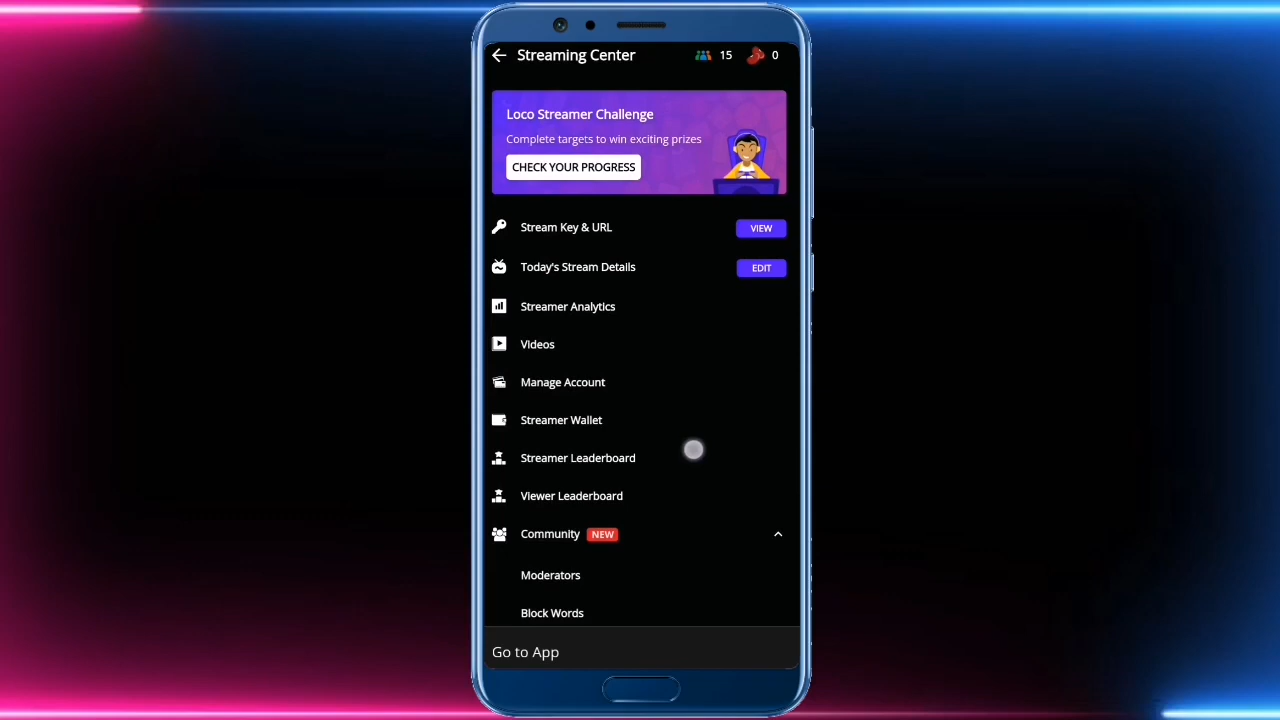 Streaming Center 15 0
Loco Streamer Challenge
Complete targets to win exciting prizes
CHECK YOUR PROGRESS
Stream Key & URL VIEW
Today's Stream Details EDIT
Streamer Analytics
Videos
Manage Account
Streamer Wallet
Streamer Leaderboard
Viewer Leaderboard
Community NEW
Moderators
Block Words
Go to App